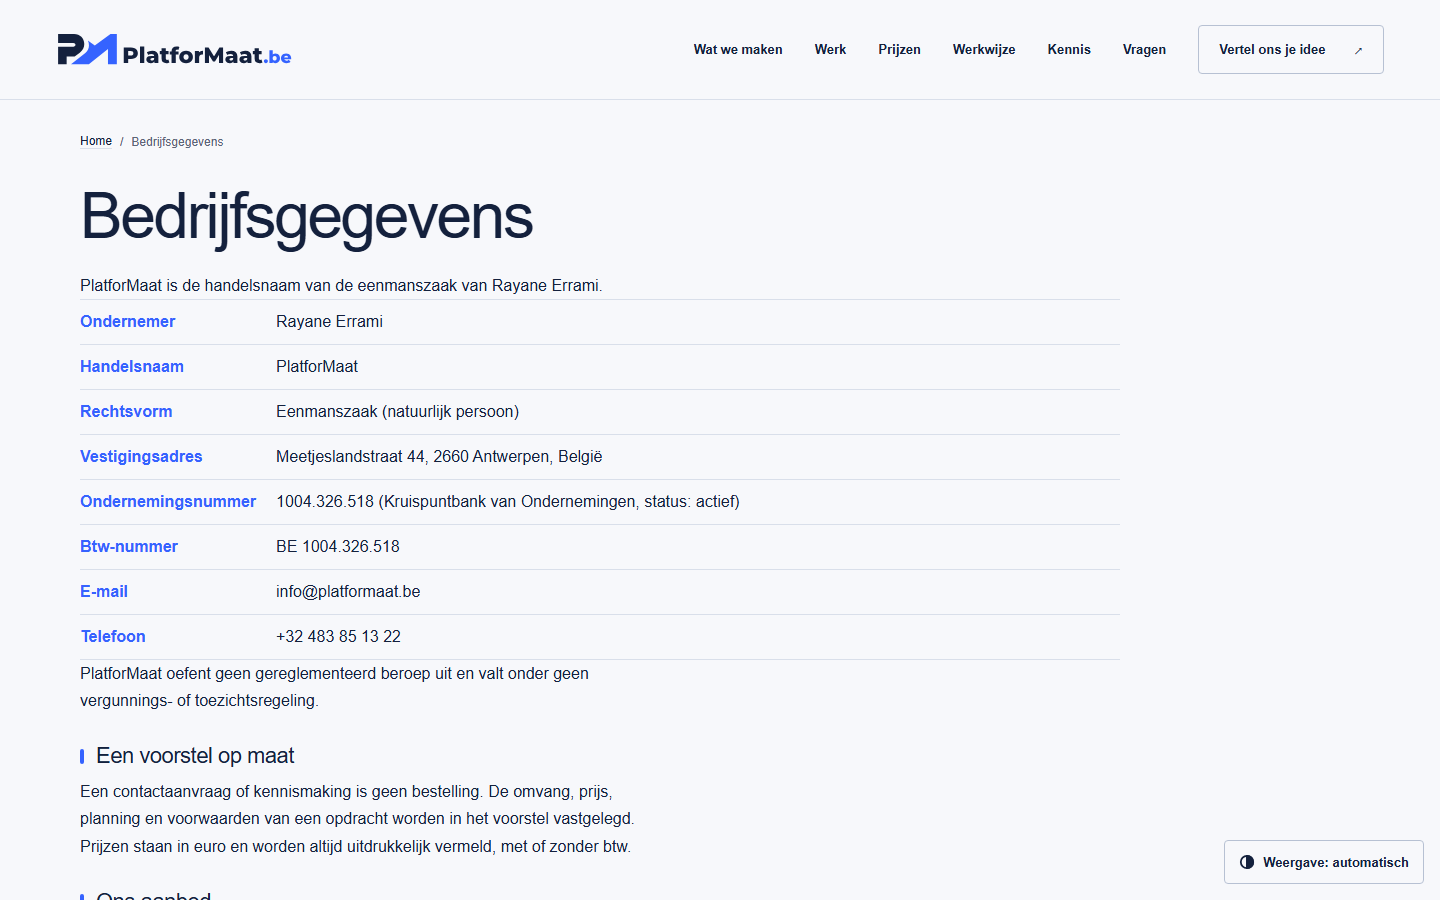 PM PlatforMaat.be
Wat we maken
Werk
Prijzen
Werkwijze
Kennis
Vragen
Vertel ons je idee ↗
Home / Bedrijfsgegevens
Bedrijfsgegevens
PlatforMaat is de handelsnaam van de eenmanszaak van Rayane Errami.
Ondernemer Rayane Errami
Handelsnaam PlatforMaat
Rechtsvorm Eenmanszaak (natuurlijk persoon)
Vestigingsadres Meetjeslandstraat 44, 2660 Antwerpen, België
Ondernemingsnummer 1004.326.518 (Kruispuntbank van Ondernemingen, status: actief)
Btw-nummer BE 1004.326.518
E-mail info@platformaat.be
Telefoon +32 483 85 13 22
PlatforMaat oefent geen gereglementeerd beroep uit en valt onder geen
vergunnings- of toezichtsregeling.
Een voorstel op maat
Een contactaanvraag of kennismaking is geen bestelling. De omvang, prijs,
planning en voorwaarden van een opdracht worden in het voorstel vastgelegd.
Prijzen staan in euro en worden altijd uitdrukkelijk vermeld, met of zonder btw.
Ons aanbod
Weergave: automatisch